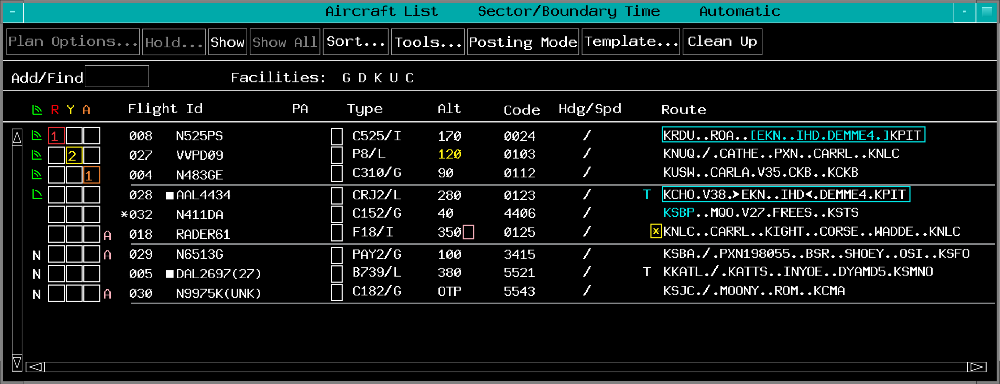 Aircraft List Sector/Boundary Time Automatic
Plan Options... Hold... Show Show All Sort... Tools... Posting Mode Template... Clean Up
Add/Find Facilities: G D K U C
R Y A Flight Id PA Type Alt Code Hdg/Spd Route
1 008 N525PS C525/I 170 0024 / KRDU..ROA..[EKN..IHD.DEMME4.]KPIT
2 027 VVPD09 P8/L 120 0103 / KNUQ./.CATHE..PXN..CARRL..KNLC
1 004 N483GE C310/G 90 0112 / KUSW..CARLA.V35.CKB..KCKB
028 ■AAL4434 CRJ2/L 280 0123 / T KCHO.V38.➤EKN..IHD⮜.DEMME4.KPIT
*032 N411DA C152/G 40 4406 / KSBP..MQO.V27.FREES..KSTS
A 018 RADER61 F18/I 350 0125 / *KNLC..CARRL..KIGHT..CORSE..WADDE..KNLC
N A 029 N6513G PAY2/G 100 3415 / KSBA./.PXN198055..BSR..SHOEY..OSI..KSFO
N 005 ■DAL2697(27) B739/L 380 5521 / T KKATL./.KATTS..INYOE..DYAMD5.KSMNO
N A 030 N9975K(UNK) C182/G OTP 5543 / KSJC./.MOONY..ROM..KCMA